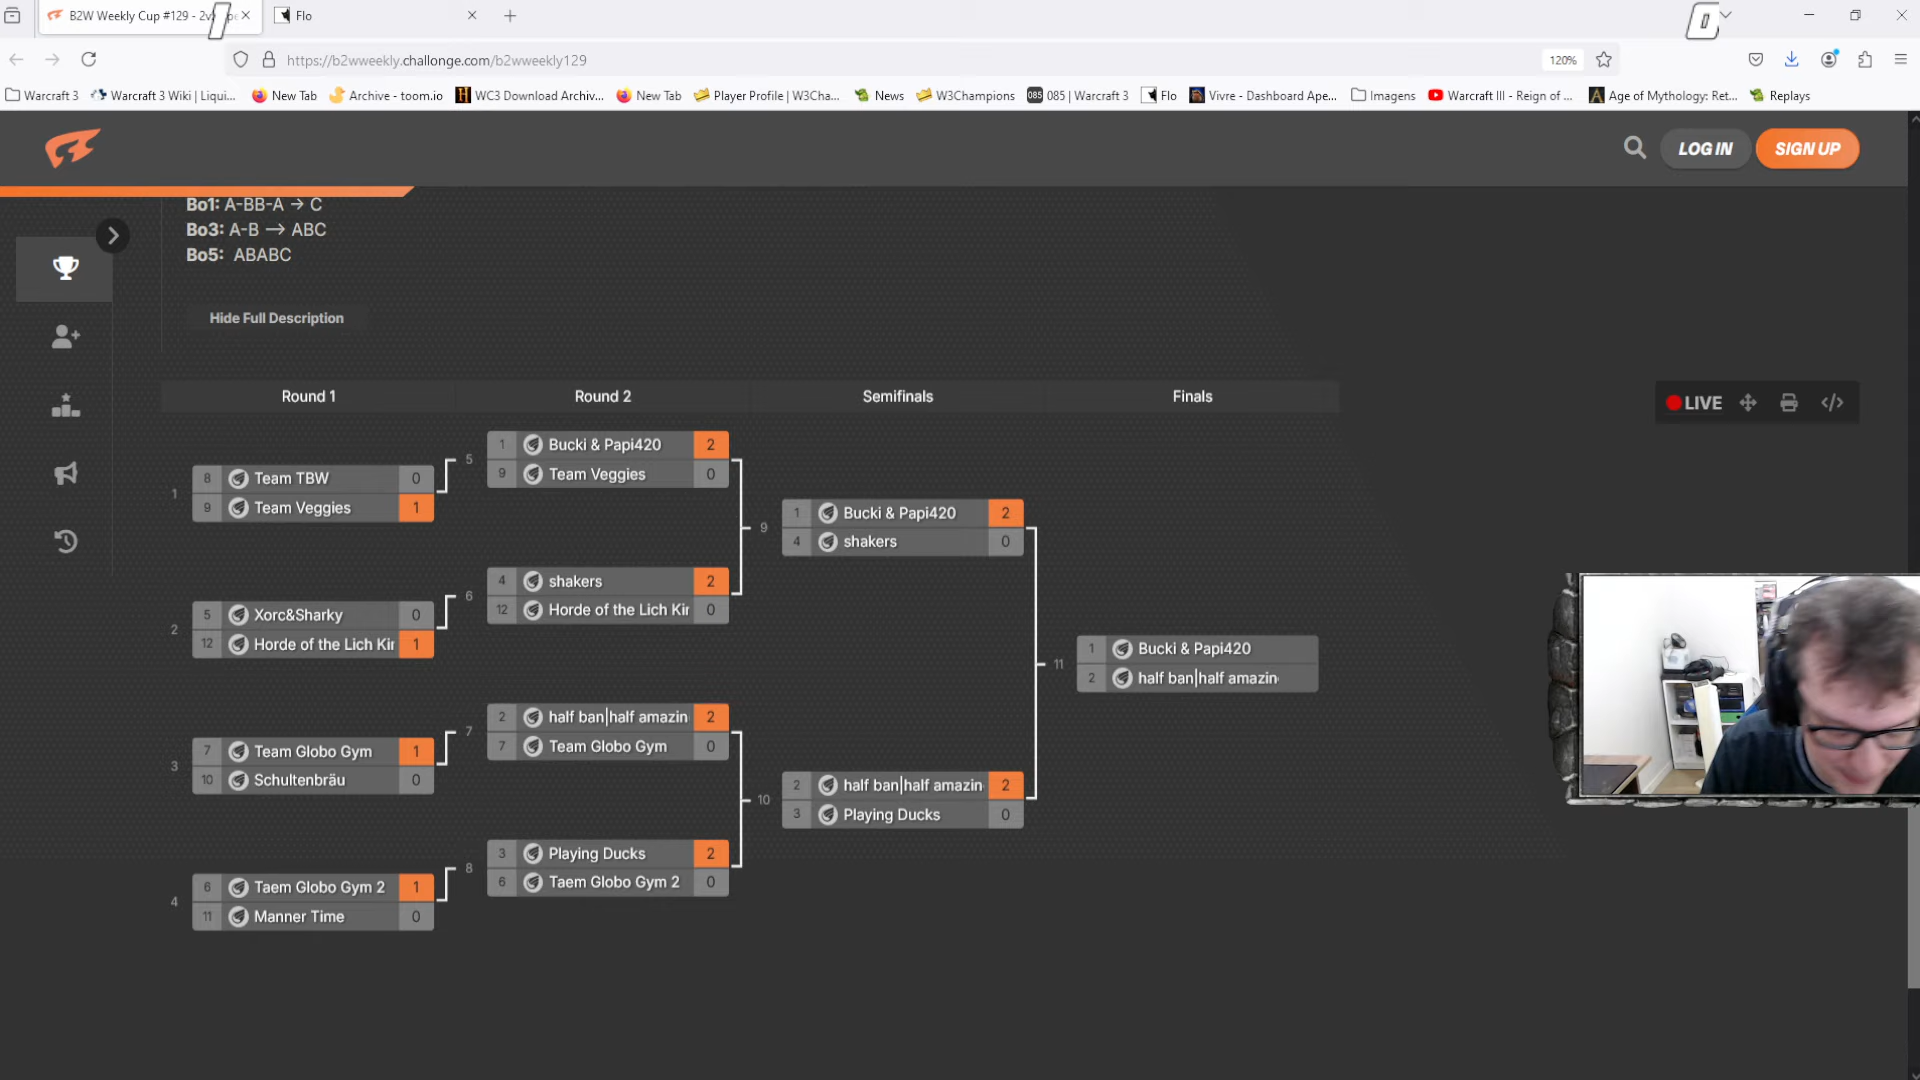 B2W Weekly Cup #129 - 2v
Flo
https://b2wweekly.challonge.com/b2wweekly129
120%
Warcraft 3
Warcraft 3 Wiki | Liqui...
New Tab
Archive - toom.io
WC3 Download Archiv...
New Tab
Player Profile | W3Cha...
News
W3Champions
085 | Warcraft 3
Flo
Vivre - Dashboard Ape...
Imagens
Warcraft III - Reign of ...
Age of Mythology: Ret...
Replays
LOG IN
SIGN UP
Bo1: A-BB-A → C
Bo3: A-B --> ABC
Bo5: ABABC
Hide Full Description
Round 1
Round 2
Semifinals
Finals
LIVE
1
8 Team TBW 0
9 Team Veggies 1
2
5 Xorc&Sharky 0
12 Horde of the Lich Kir 1
3
7 Team Globo Gym 1
10 Schultenbräu 0
4
6 Taem Globo Gym 2 1
11 Manner Time 0
5
1 Bucki & Papi420 2
9 Team Veggies 0
6
4 shakers 2
12 Horde of the Lich Kir 0
7
2 half ban|half amazin 2
7 Team Globo Gym 0
8
3 Playing Ducks 2
6 Taem Globo Gym 2 0
9
1 Bucki & Papi420 2
4 shakers 0
10
2 half ban|half amazin 2
3 Playing Ducks 0
11
1 Bucki & Papi420
2 half ban|half amazin